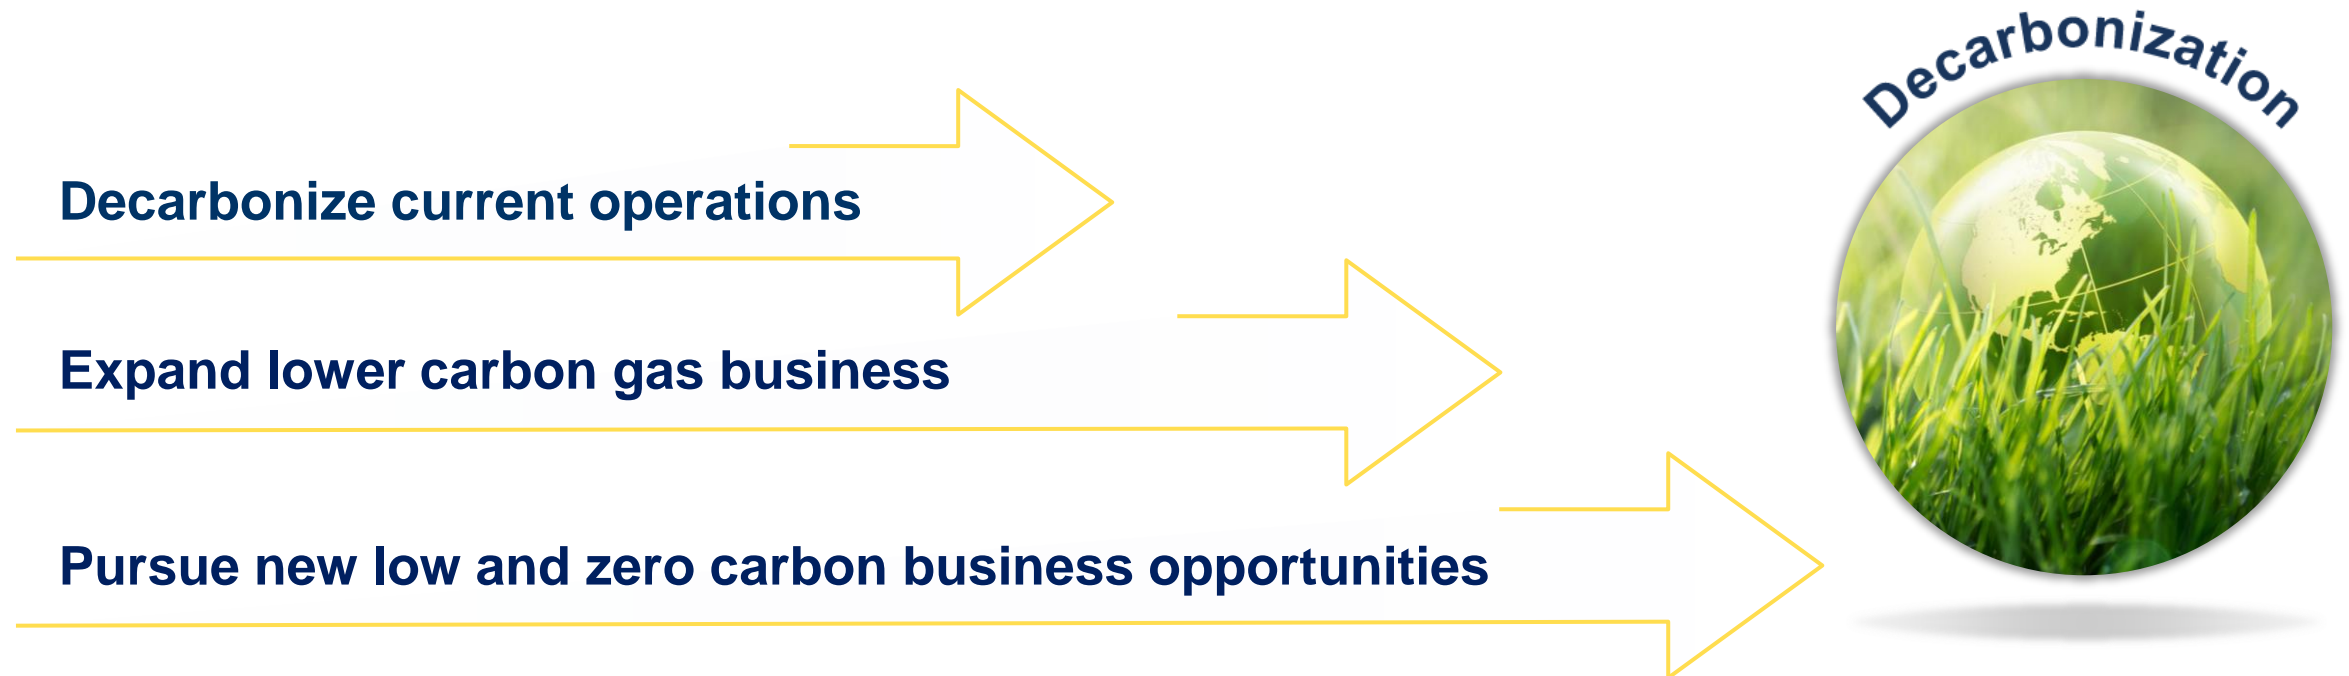 Decarbonization
Decarbonize current operations
Expand lower carbon gas business
Pursue new low and zero carbon business opportunities